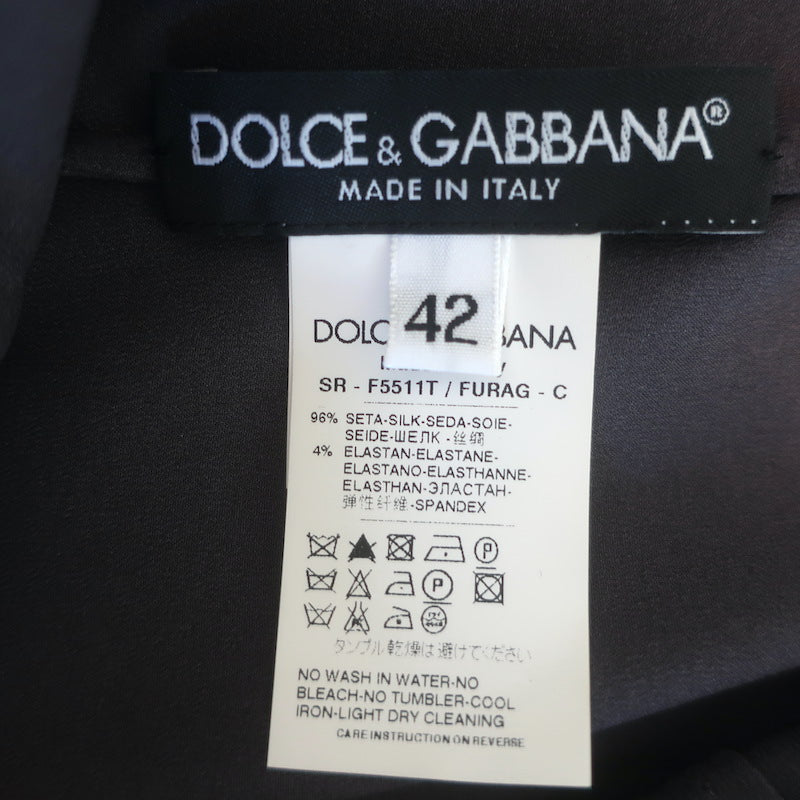 DOLCE & GABBANA®
MADE IN ITALY
42
SR - F5511T / FURAG - C
96% SETA-SILK-SEDA-SOIE-
SEIDE-ШЕЛК -丝绸
4% ELASTAN-ELASTANE-
ELASTANO-ELASTHANNE-
ELASTHAN-ЭЛАСТАН-
弹性纤维-SPANDEX
P
P
タンブル乾燥は避けてください
NO WASH IN WATER-NO
BLEACH-NO TUMBLER-COOL
IRON-LIGHT DRY CLEANING
CARE INSTRUCTION ON REVERSE